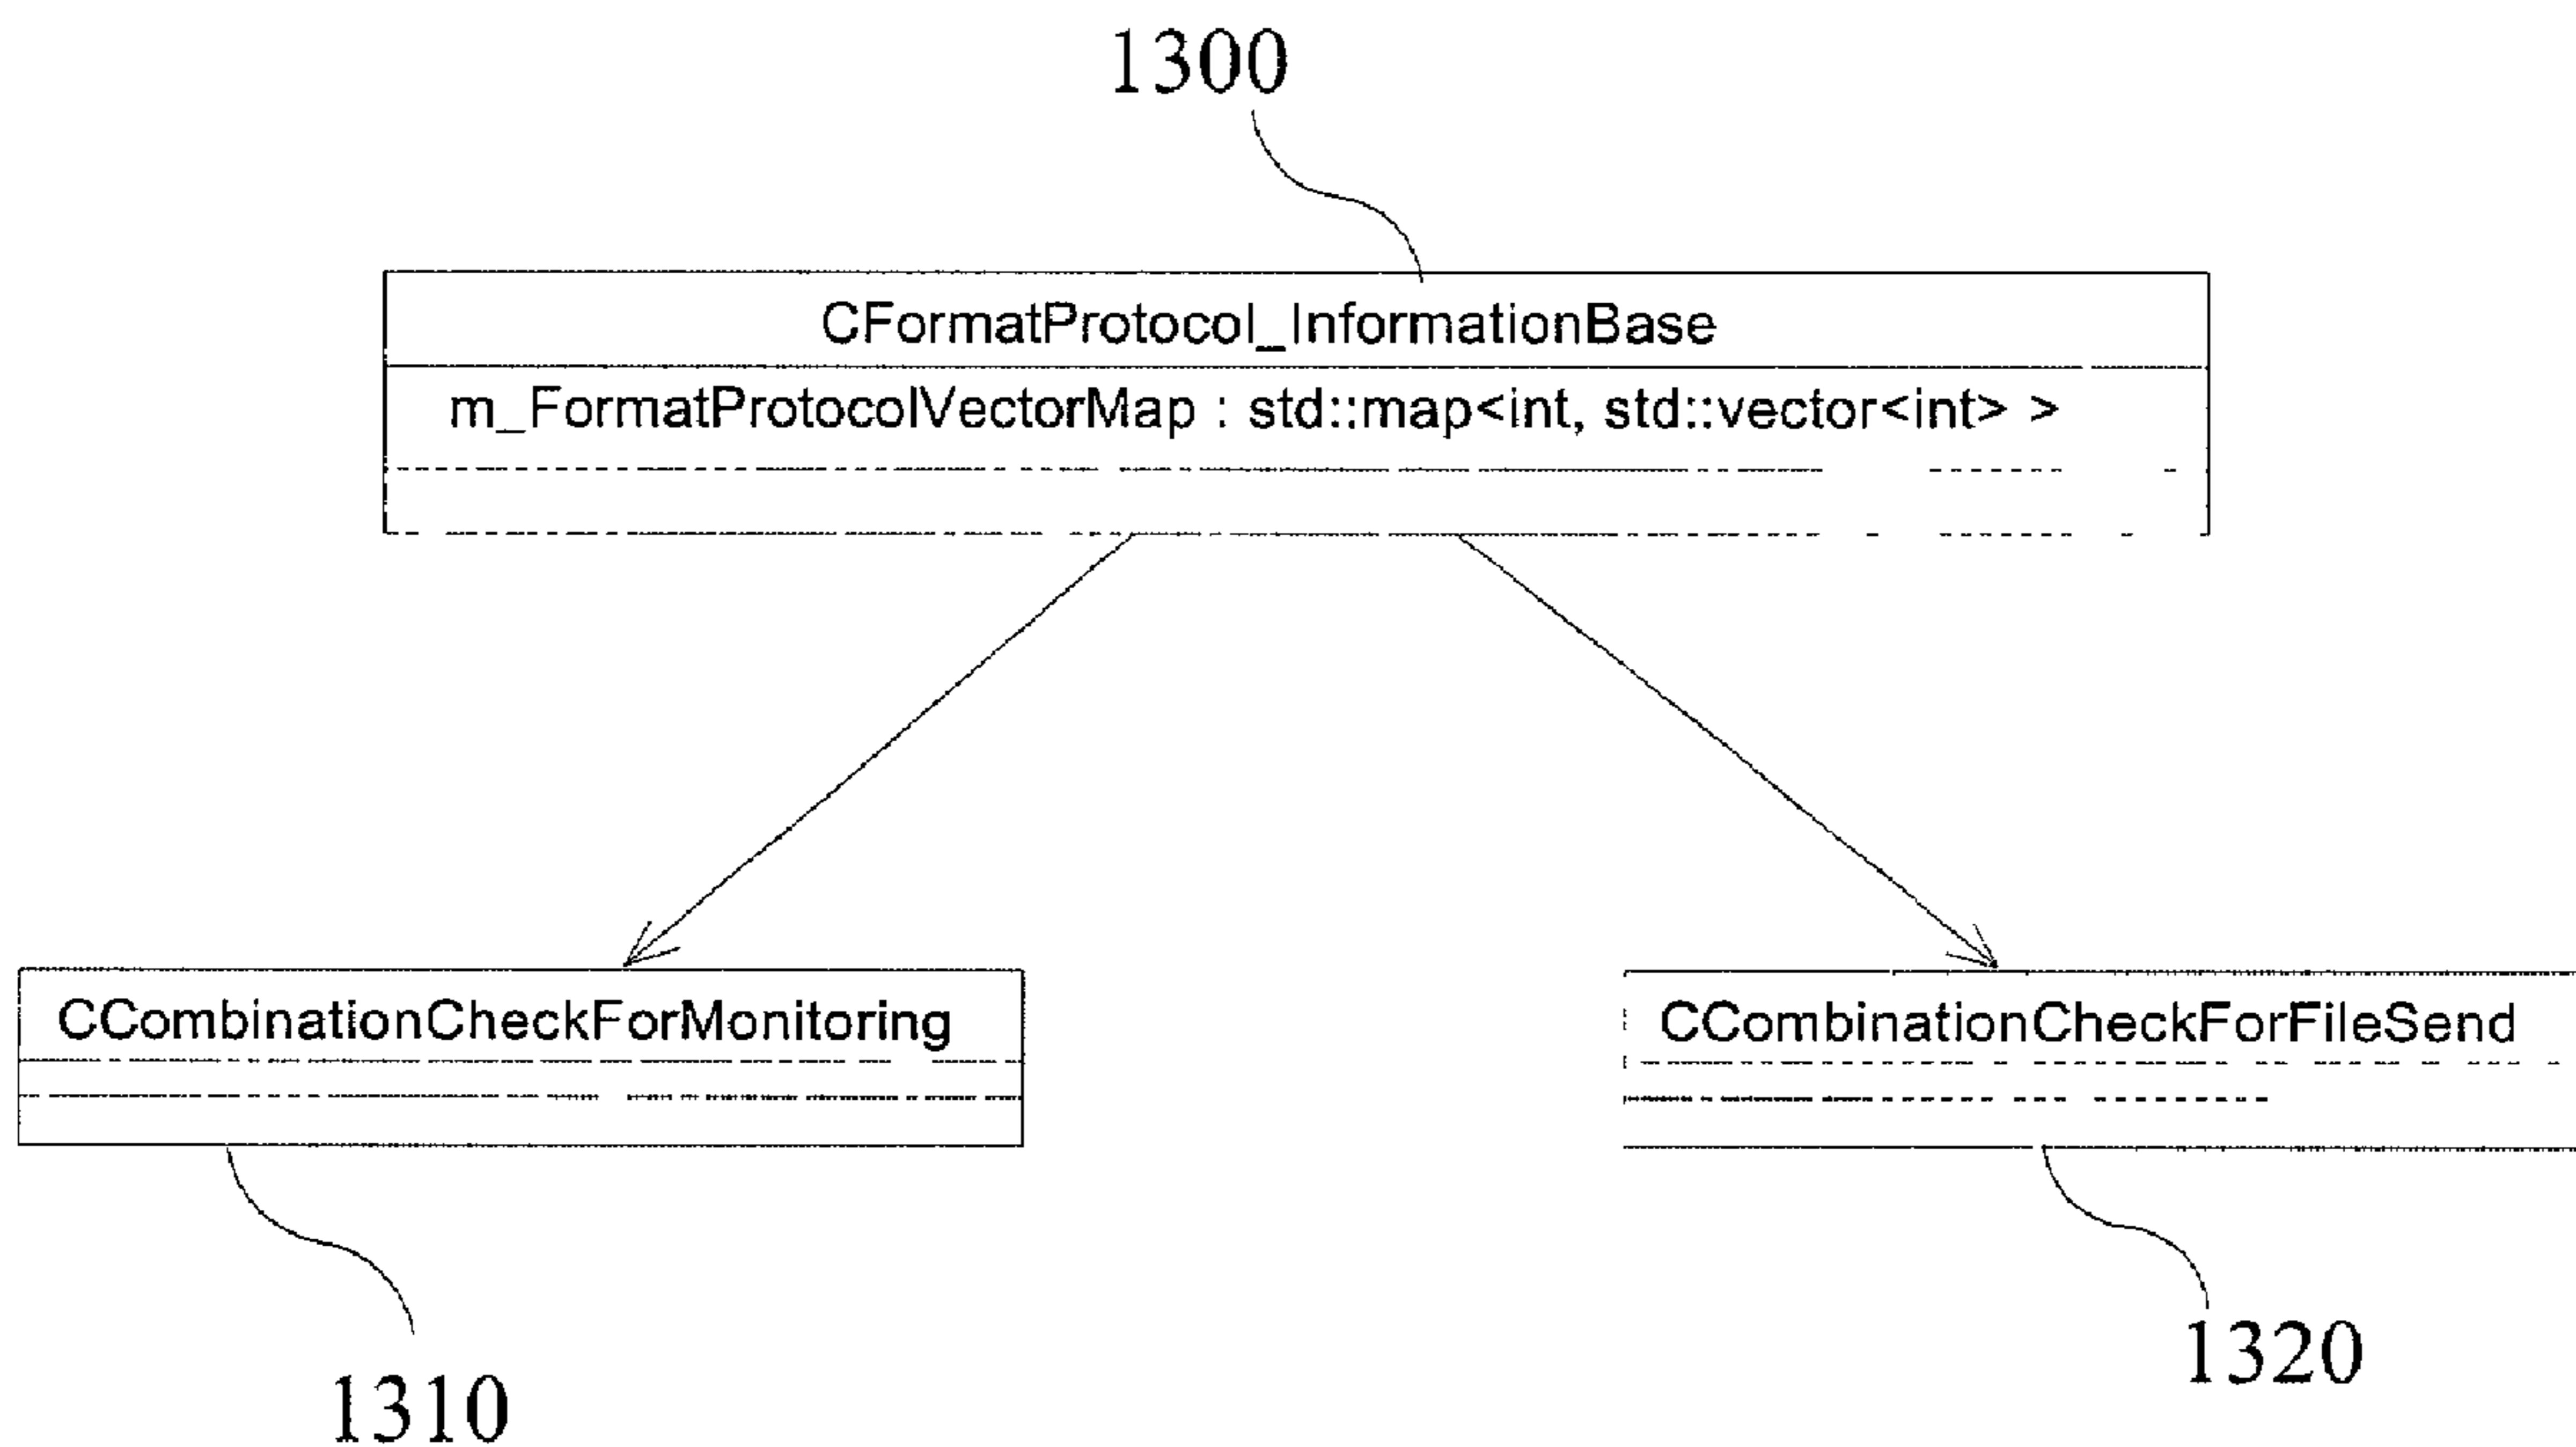 1300
CFormatProtocol_InformationBase
m_FormatProtocolVectorMap : std::map<int, std::vector<int> >
CCombinationCheckForMonitoring
CCombinationCheckForFileSend
1310
1320